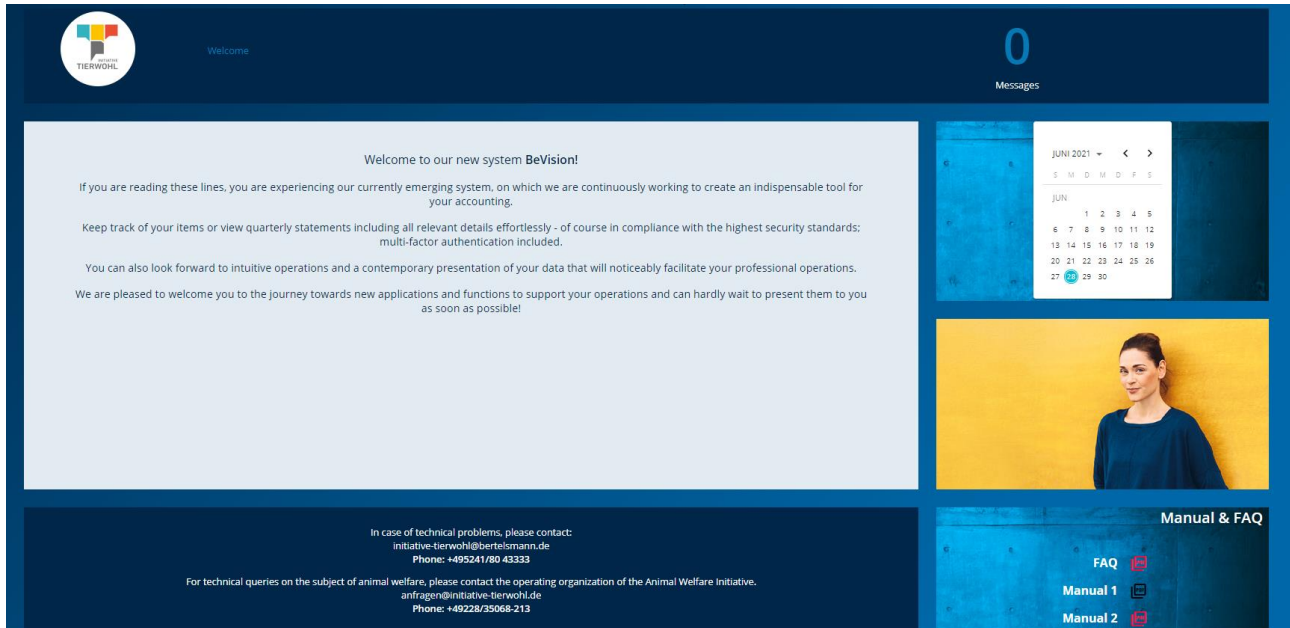 INITIATIVE
TIERWOHL
Welcome
0
Messages
Welcome to our new system BeVision!
If you are reading these lines, you are experiencing our currently emerging system, on which we are continuously working to create an indispensable tool for
your accounting.
Keep track of your items or view quarterly statements including all relevant details effortlessly - of course in compliance with the highest security standards;
multi-factor authentication included.
You can also look forward to intuitive operations and a contemporary presentation of your data that will noticeably facilitate your professional operations.
We are pleased to welcome you to the journey towards new applications and functions to support your operations and can hardly wait to present them to you
as soon as possible!
JUNI 2021
S M D M D F S
JUN
1 2 3 4 5
6 7 8 9 10 11 12
13 14 15 16 17 18 19
20 21 22 23 24 25 26
27 28 29 30
In case of technical problems, please contact:
initiative-tierwohl@bertelsmann.de
Phone: +495241/80 43333
For technical queries on the subject of animal welfare, please contact the operating organization of the Animal Welfare Initiative.
anfragen@initiative-tierwohl.de
Phone: +49228/35068-213
Manual & FAQ
FAQ
Manual 1
Manual 2